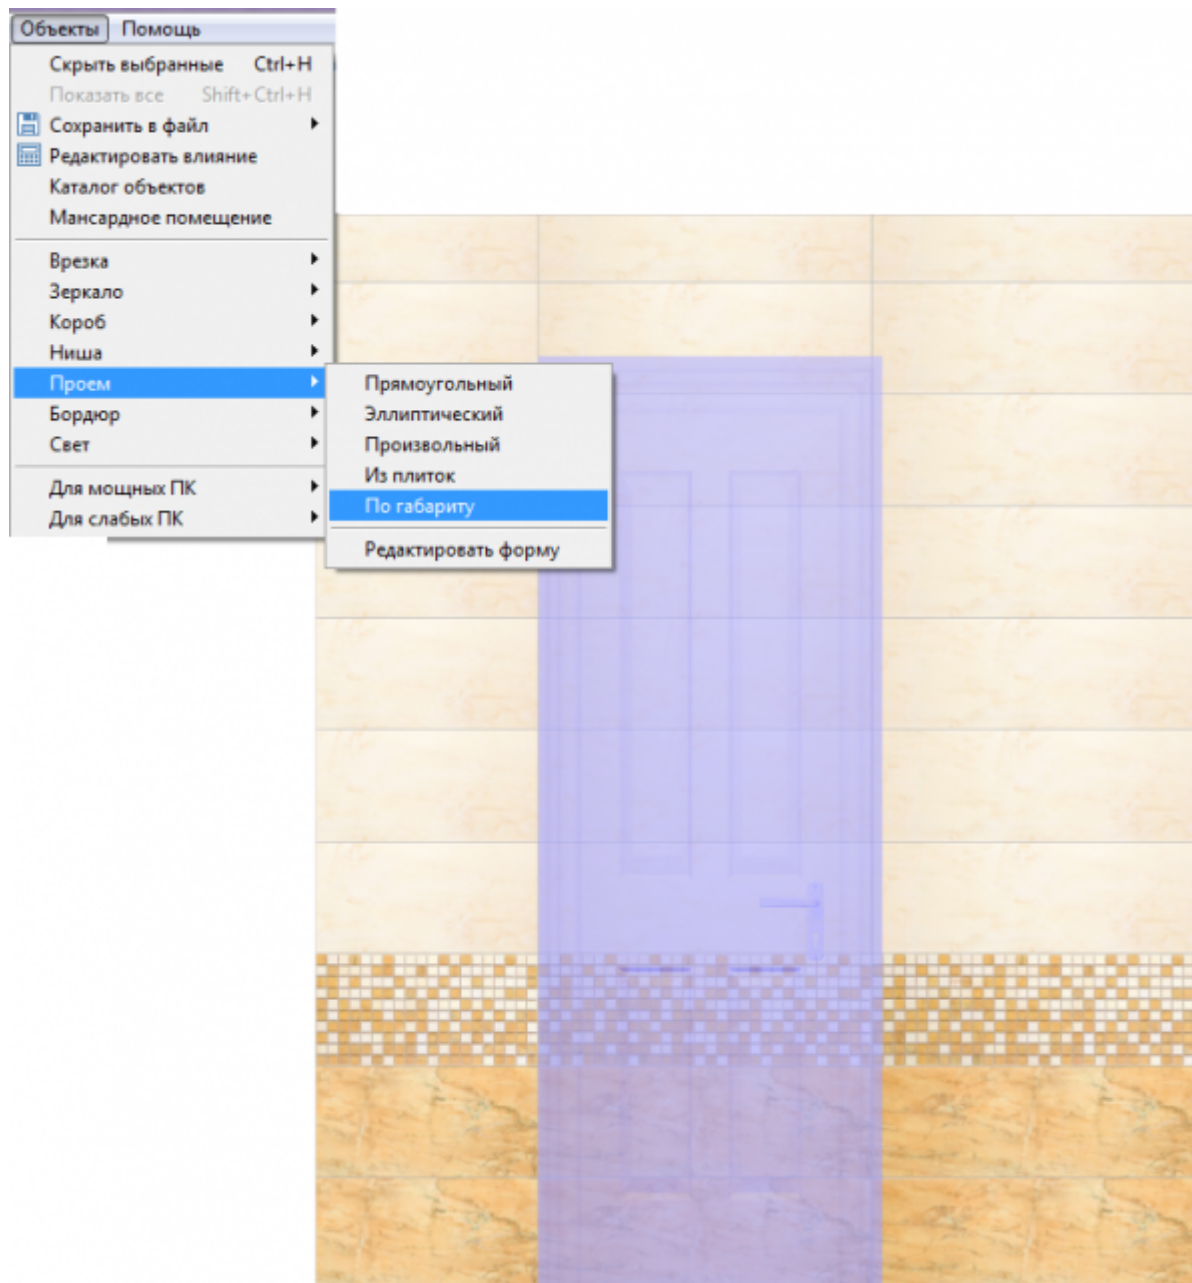 Объекты Помощь
Скрыть выбранные Ctrl+H
Показать все Shift+Ctrl+H
Сохранить в файл
Редактировать влияние
Каталог объектов
Мансардное помещение
Врезка
Зеркало
Короб
Ниша
Проем
Бордюр
Свет
Для мощных ПК
Для слабых ПК
Прямоугольный
Эллиптический
Произвольный
Из плиток
По габариту
Редактировать форму